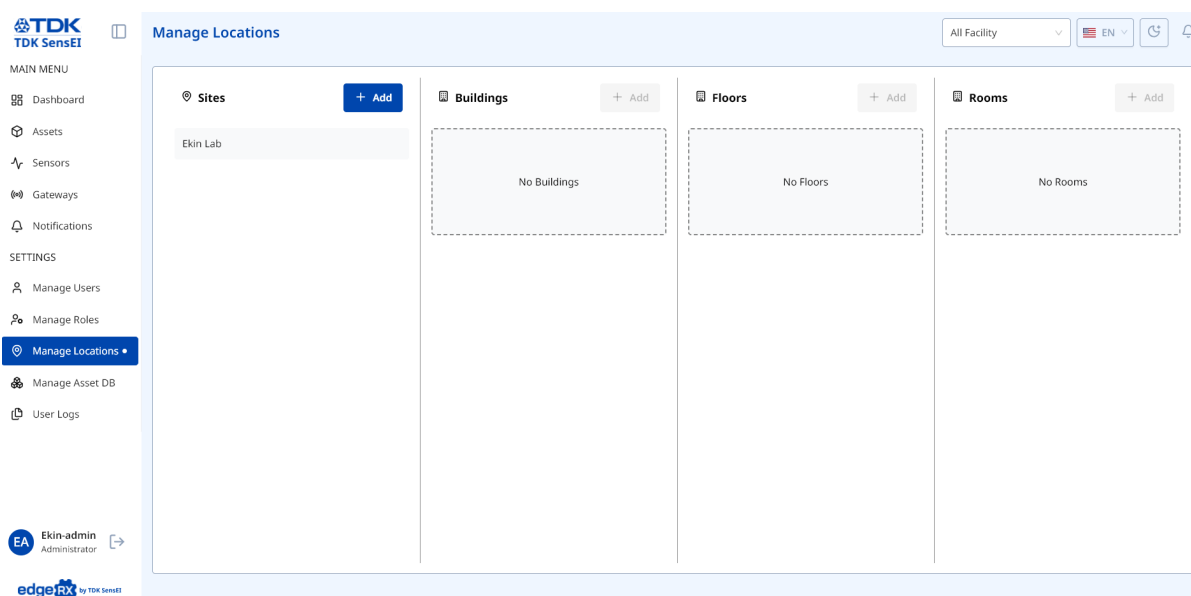 TDK
TDK SensEI
MAIN MENU
Dashboard
Assets
Sensors
Gateways
Notifications
SETTINGS
Manage Users
Manage Roles
Manage Locations
Manage Asset DB
User Logs
EA
Ekin-admin
Administrator
edgeRX by TDK SensEI
Manage Locations
All Facility
EN
Sites
+ Add
Ekin Lab
Buildings
+ Add
No Buildings
Floors
+ Add
No Floors
Rooms
+ Add
No Rooms